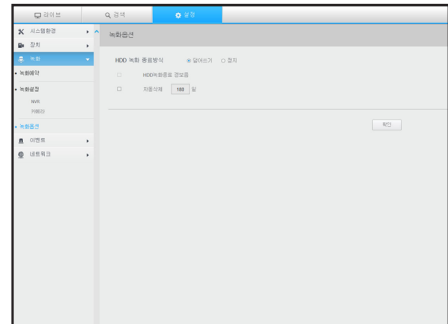 라이브
검색
설정
시스템환경
장치
녹화
녹화예약
녹화설정
NVR
녹화옵션
이벤트
네트워크
녹화옵션
HDD 녹화 종료방식 덮어쓰기 정지
HDD녹화종료 경보음
자동삭제 180 일
확인